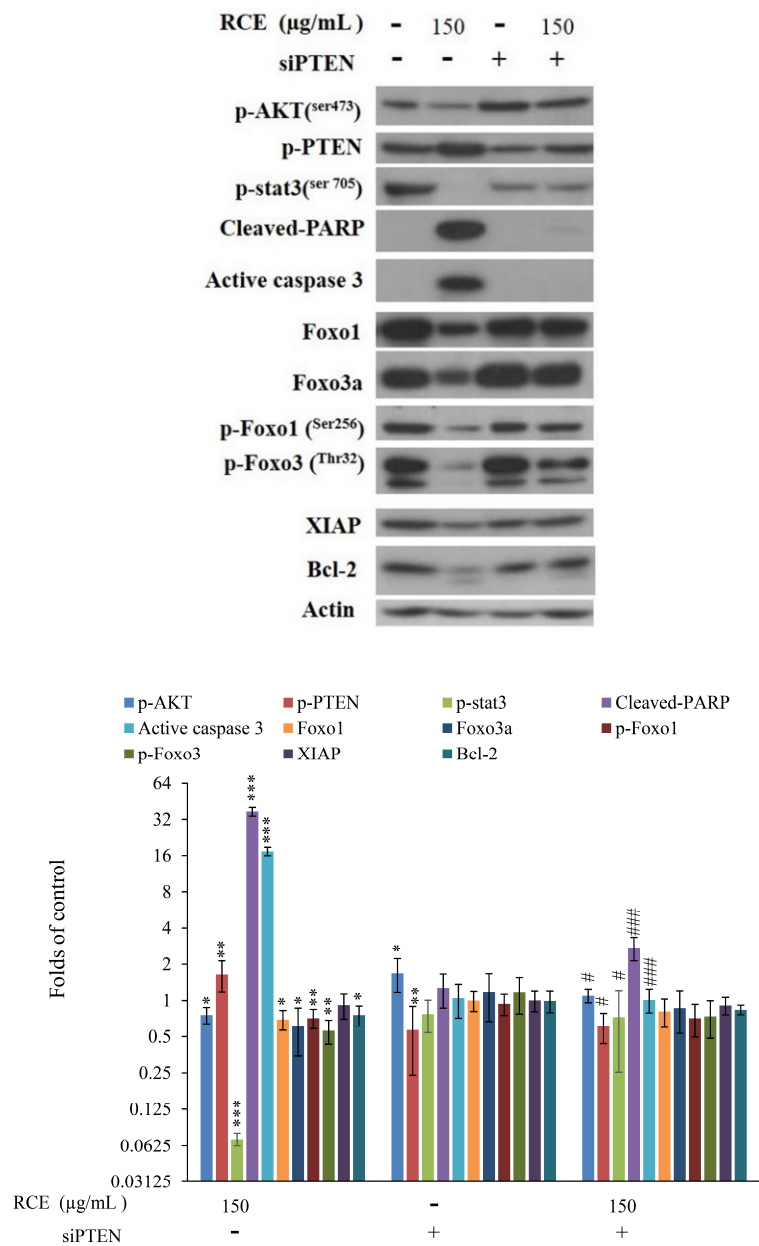 RCE (µg/mL ) - 150 - 150
siPTEN - - + +
p-AKT(ser473)
p-PTEN
p-stat3(ser 705)
Cleaved-PARP
Active caspase 3
Foxo1
Foxo3a
p-Foxo1 (Ser256)
p-Foxo3 (Thr32)
XIAP
Bcl-2
Actin
p-AKT p-PTEN p-stat3 Cleaved-PARP
Active caspase 3 Foxo1 Foxo3a p-Foxo1
p-Foxo3 XIAP Bcl-2
Folds of control
64
32
16
8
4
2
1
0.5
0.25
0.125
0.0625
0.03125
* ** *** *** *** * * *** ** *
* **
# # # ### ###
RCE (µg/mL) 150 - 150
siPTEN - + +